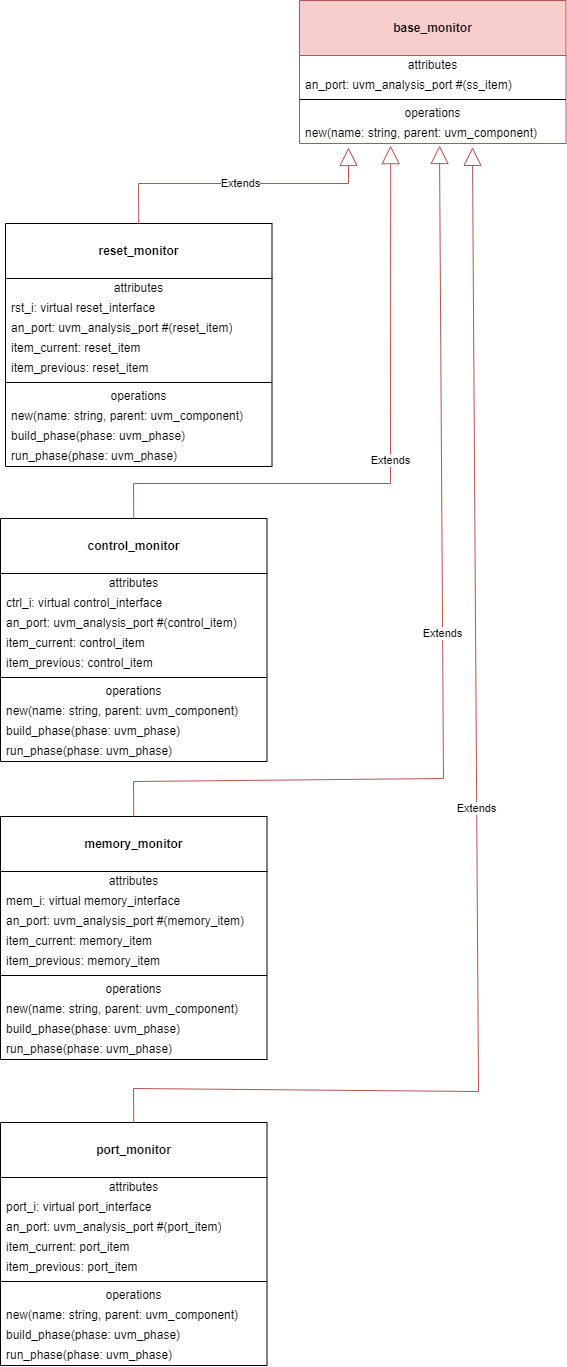 base_monitor
attributes
an_port: uvm_analysis_port #(ss_item)
operations
new(name: string, parent: uvm_component)
Extends
reset_monitor
attributes
rst_i: virtual reset_interface
an_port: uvm_analysis_port #(reset_item)
item_current: reset_item
item_previous: reset_item
operations
new(name: string, parent: uvm_component)
build_phase(phase: uvm_phase)
run_phase(phase: uvm_phase)
Extends
control_monitor
attributes
ctrl_i: virtual control_interface
an_port: uvm_analysis_port #(control_item)
item_current: control_item
item_previous: control_item
operations
new(name: string, parent: uvm_component)
build_phase(phase: uvm_phase)
run_phase(phase: uvm_phase)
Extends
memory_monitor
attributes
mem_i: virtual memory_interface
an_port: uvm_analysis_port #(memory_item)
item_current: memory_item
item_previous: memory_item
operations
new(name: string, parent: uvm_component)
build_phase(phase: uvm_phase)
run_phase(phase: uvm_phase)
Extends
port_monitor
attributes
port_i: virtual port_interface
an_port: uvm_analysis_port #(port_item)
item_current: port_item
item_previous: port_item
operations
new(name: string, parent: uvm_component)
build_phase(phase: uvm_phase)
run_phase(phase: uvm_phase)